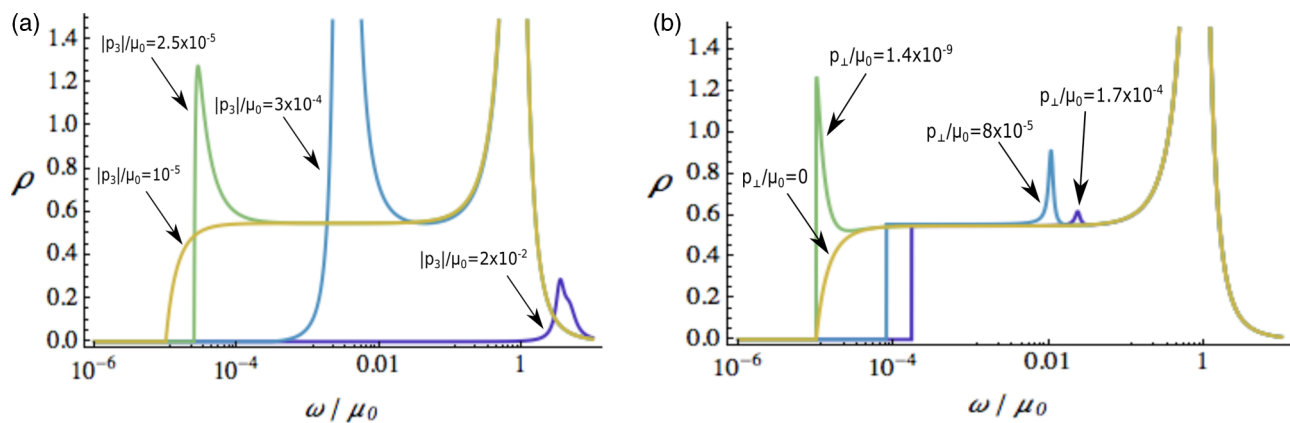 (a)
1.4
1.2
1.0
0.8
0.6
0.4
0.2
0.0
ρ
|p₃|/μ₀=2.5x10⁻⁵
|p₃|/μ₀=3x10⁻⁴
|p₃|/μ₀=10⁻⁵
|p₃|/μ₀=2x10⁻²
10⁻⁶
10⁻⁴
0.01
1
ω / μ₀
(b)
1.4
1.2
1.0
0.8
0.6
0.4
0.2
0.0
ρ
p⊥/μ₀=1.4x10⁻⁹
p⊥/μ₀=1.7x10⁻⁴
p⊥/μ₀=8x10⁻⁵
p⊥/μ₀=0
10⁻⁶
10⁻⁴
0.01
1
ω / μ₀